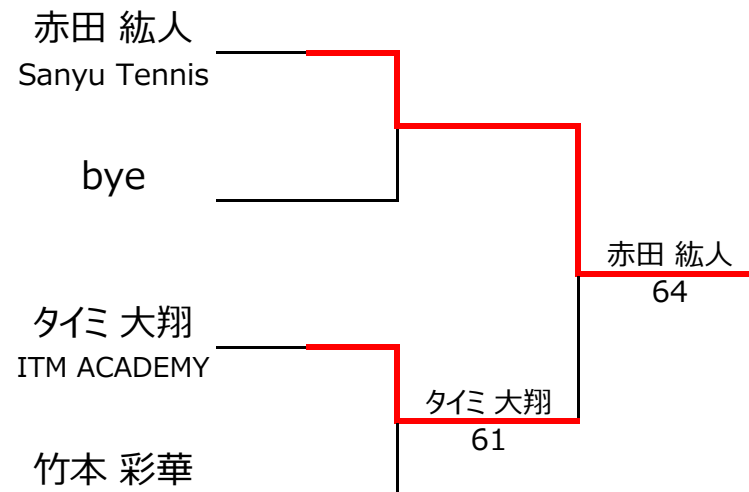 赤田 紘人
Sanyu Tennis
bye
赤田 紘人
64
タイミ 大翔
ITM ACADEMY
タイミ 大翔
61
竹本 彩華